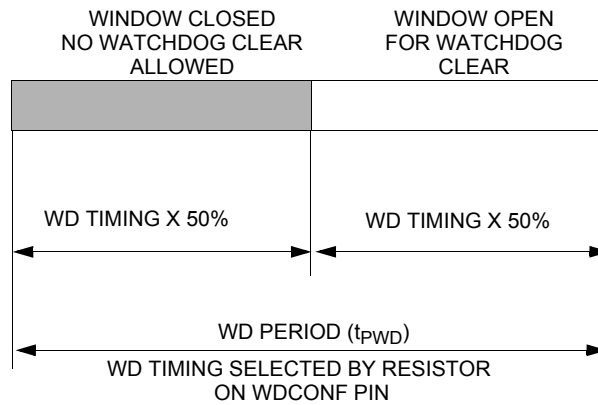 WINDOW CLOSED
NO WATCHDOG CLEAR
ALLOWED
WINDOW OPEN
FOR WATCHDOG
CLEAR
WD TIMING X 50%
WD TIMING X 50%
WD PERIOD (tPWD)
WD TIMING SELECTED BY RESISTOR
ON WDCONF PIN